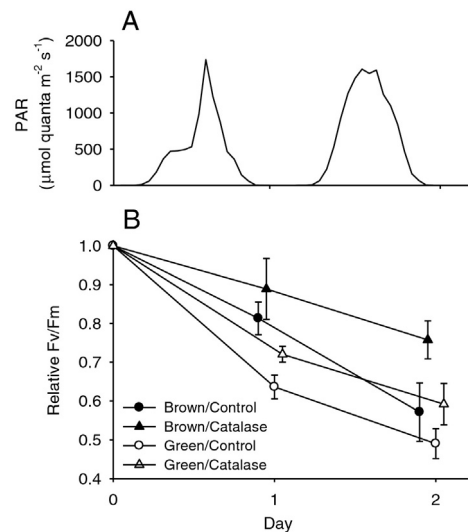 A
2000
1500
1000
500
0
PAR
(μmol quanta m⁻² s⁻¹)
B
1.0
0.9
0.8
0.7
0.6
0.5
0.4
Relative Fv/Fm
Brown/Control
Brown/Catalase
Green/Control
Green/Catalase
0
1
2
Day